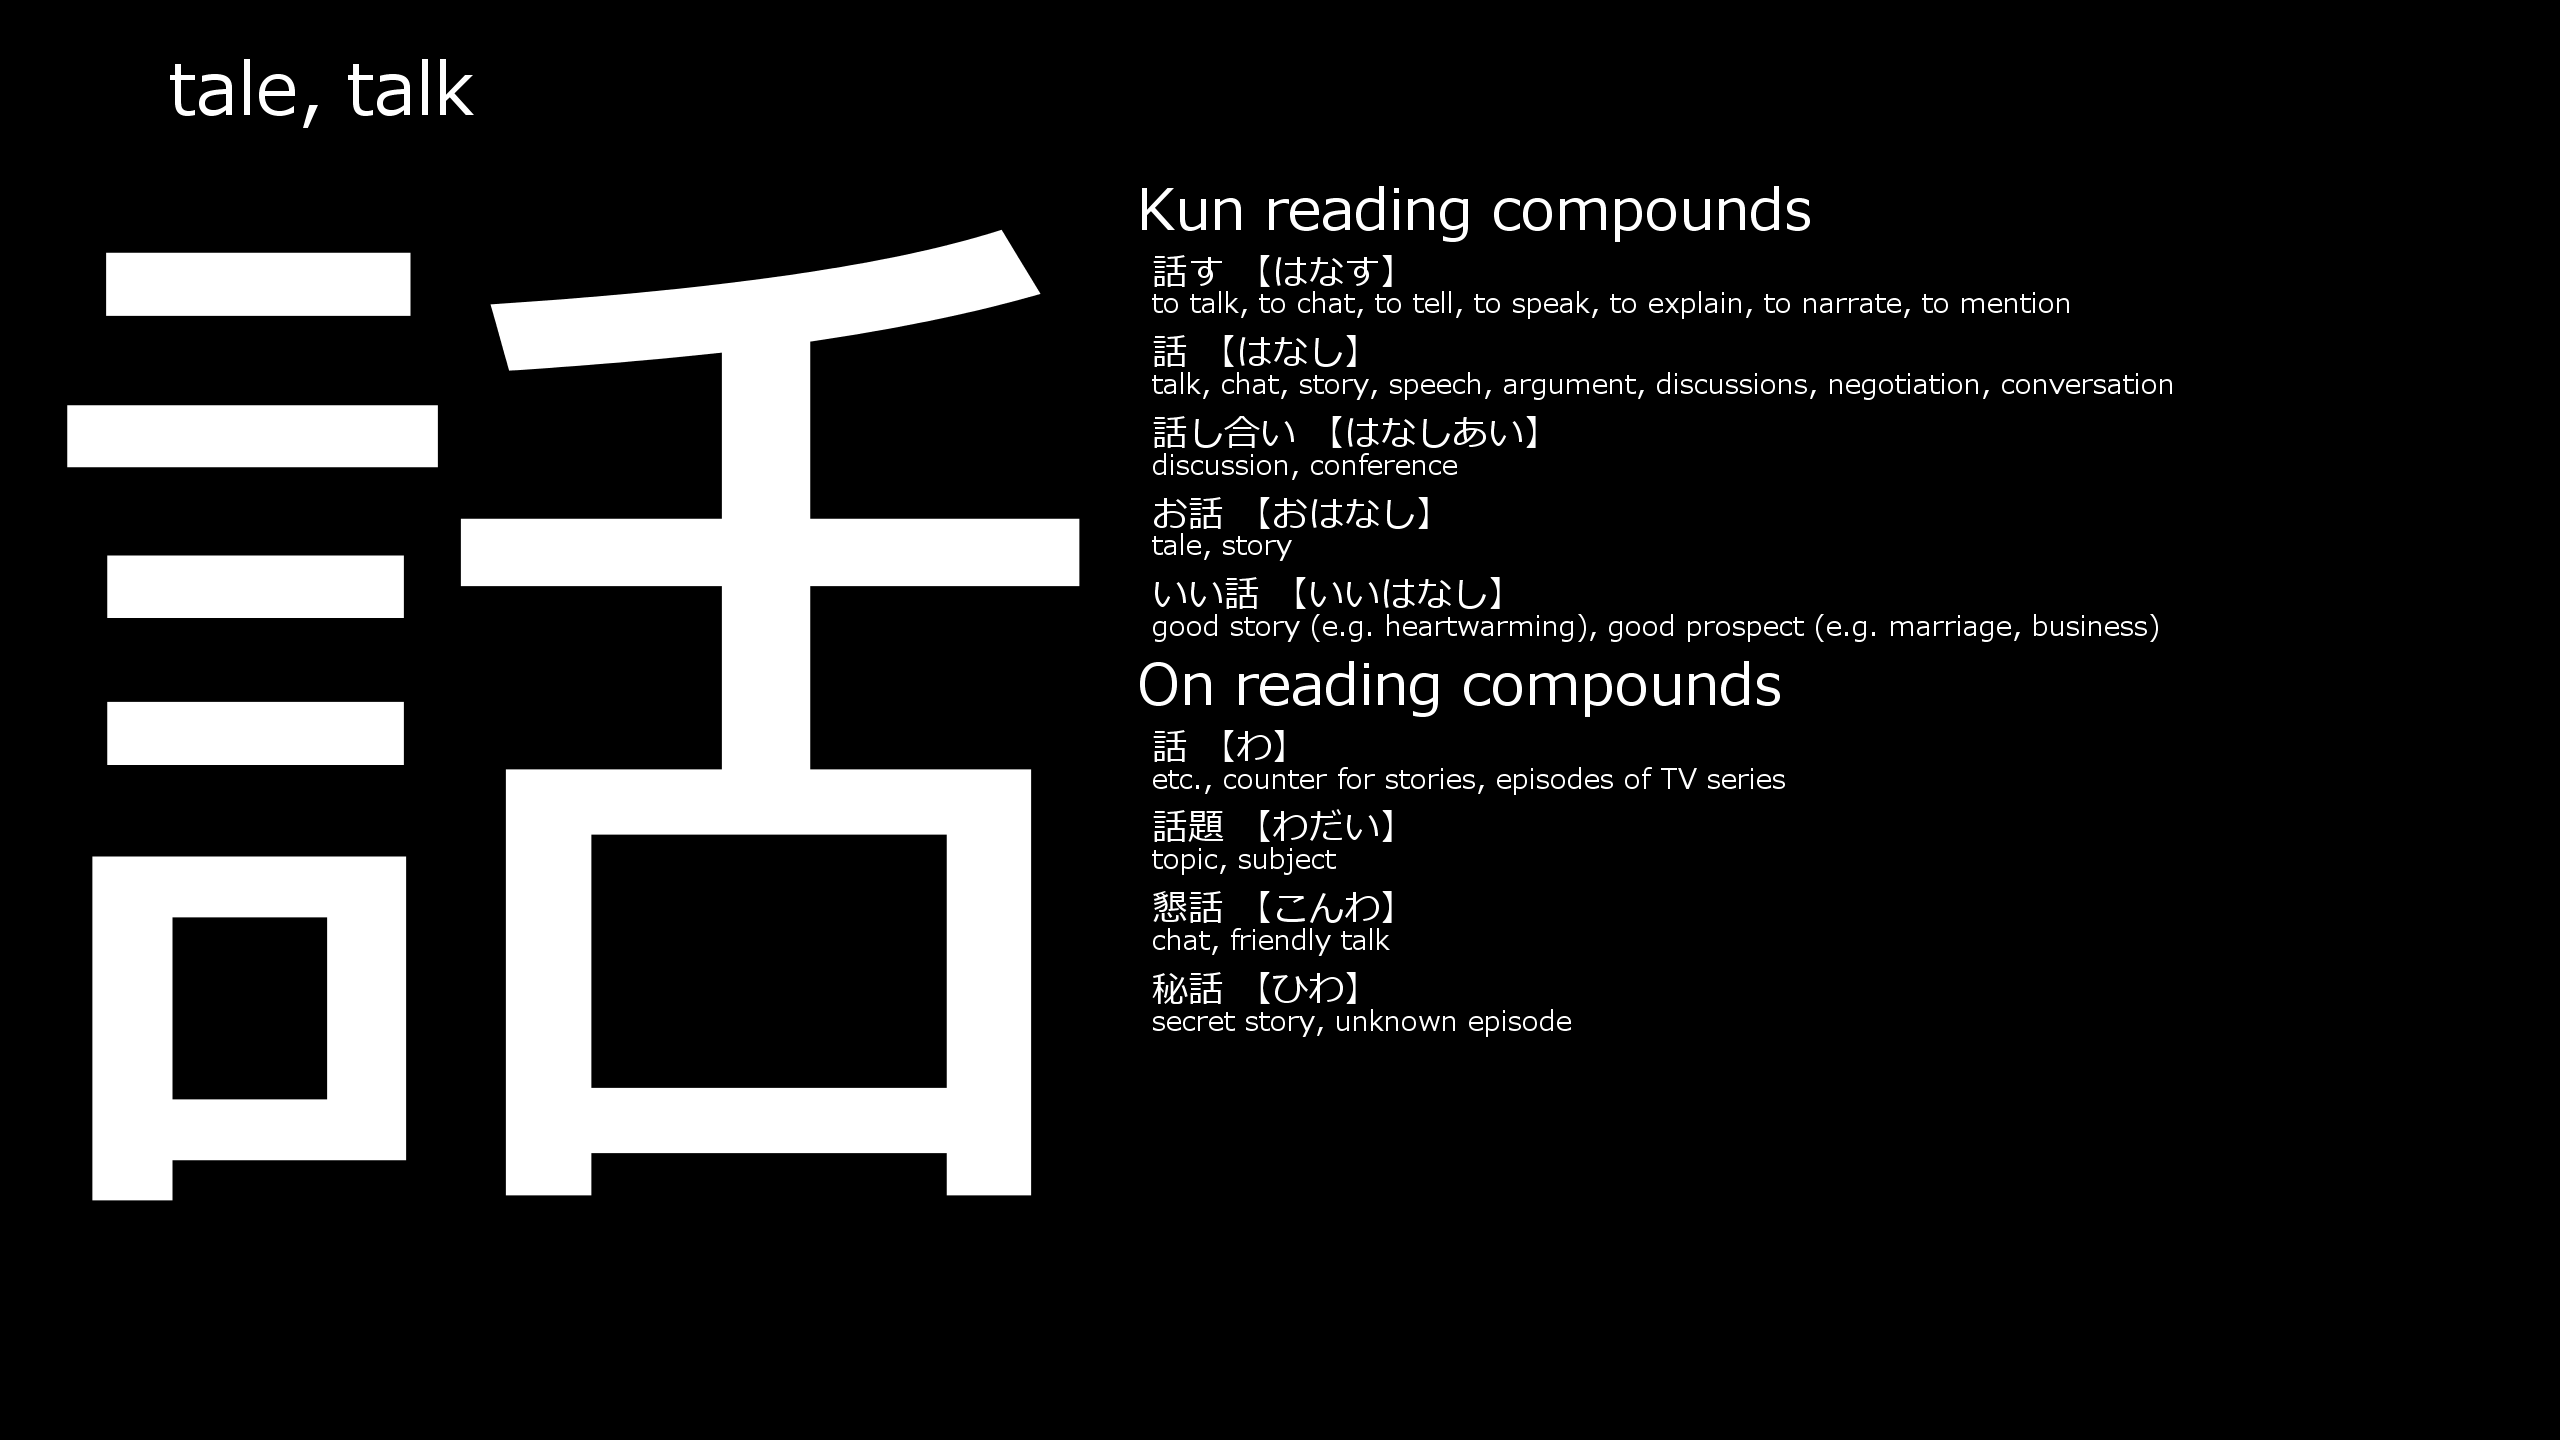 tale, talk
話
Kun reading compounds
話す 【はなす】
to talk, to chat, to tell, to speak, to explain, to narrate, to mention
話 【はなし】
talk, chat, story, speech, argument, discussions, negotiation, conversation
話し合い 【はなしあい】
discussion, conference
お話 【おはなし】
tale, story
いい話 【いいはなし】
good story (e.g. heartwarming), good prospect (e.g. marriage, business)
On reading compounds
話 【わ】
etc., counter for stories, episodes of TV series
話題 【わだい】
topic, subject
懇話 【こんわ】
chat, friendly talk
秘話 【ひわ】
secret story, unknown episode